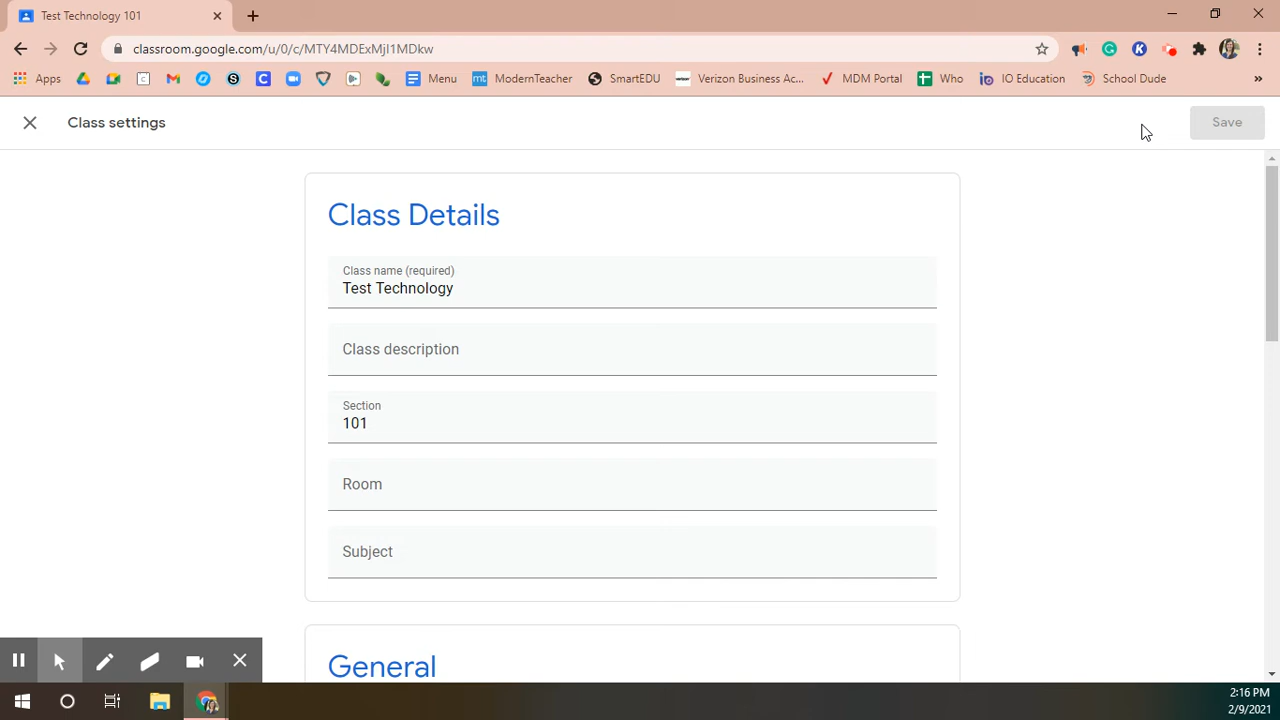 Test Technology 101
classroom.google.com/u/0/c/MTY4MDExMjI1MDkw
Apps
Menu
mt ModernTeacher
SmartEDU
verizon Verizon Business Ac...
MDM Portal
Who
IO Education
School Dude
»
Class settings
Save
Class Details
Class name (required)
Test Technology
Class description
Section
101
Room
Subject
General
2:16 PM
2/9/2021